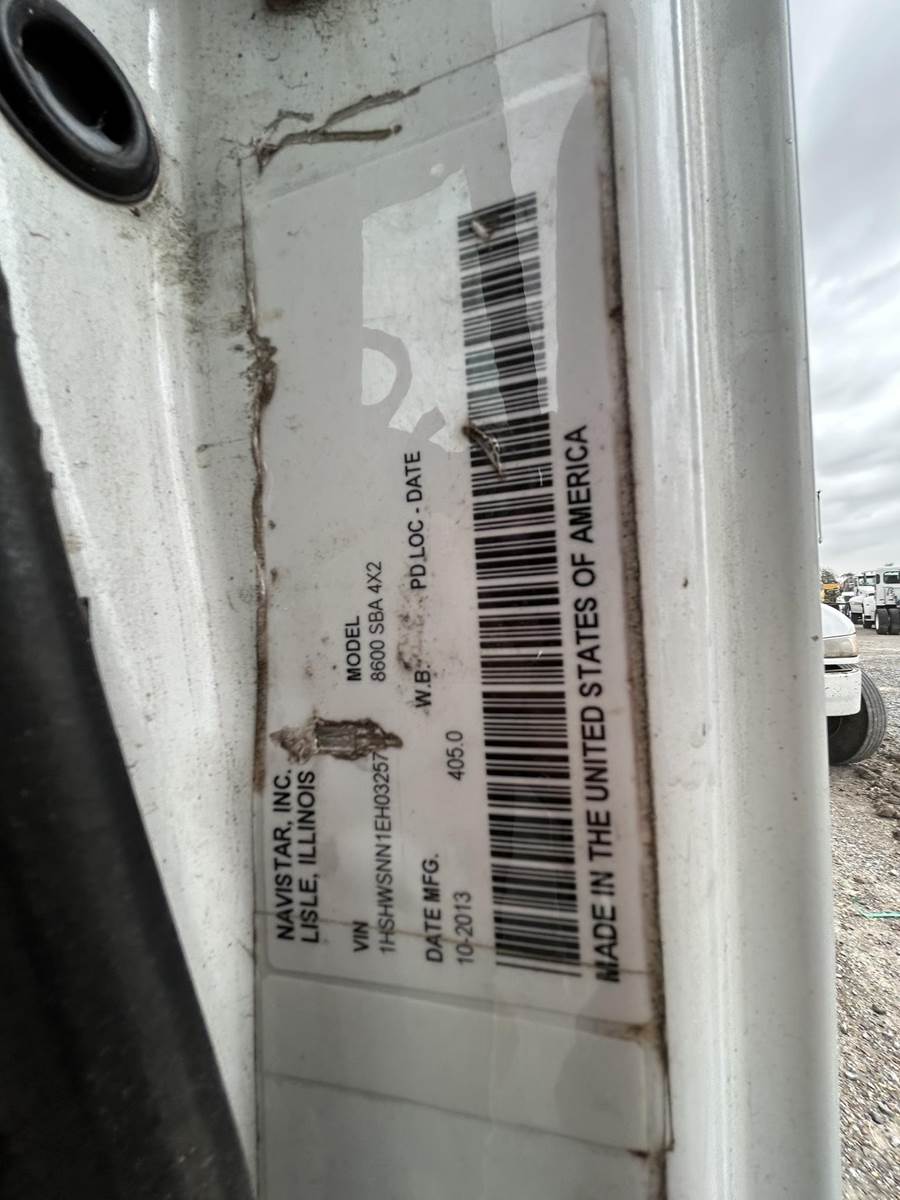 NAVISTAR, INC.
LISLE, ILLINOIS
VIN MODEL
1HSHWSNN1EH03257 8600 SBA 4X2
DATE MFG. W.B. PD LOC - DATE
10-2013 405.0
MADE IN THE UNITED STATES OF AMERICA